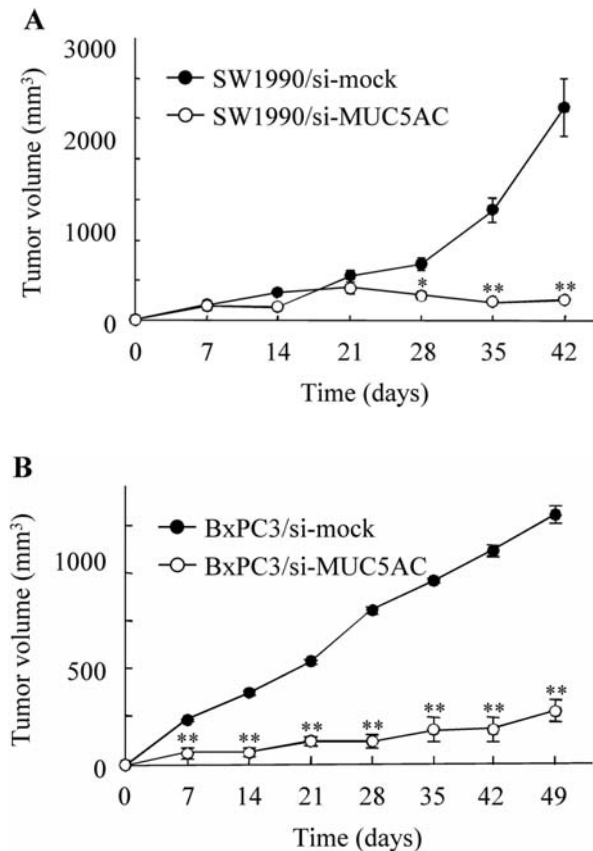 A
Tumor volume (mm³)
3000
2000
1000
0
SW1990/si-mock
SW1990/si-MUC5AC
* ** **
0 7 14 21 28 35 42
Time (days)
B
Tumor volume (mm³)
1000
500
0
BxPC3/si-mock
BxPC3/si-MUC5AC
** ** ** ** ** ** **
0 7 14 21 28 35 42 49
Time (days)